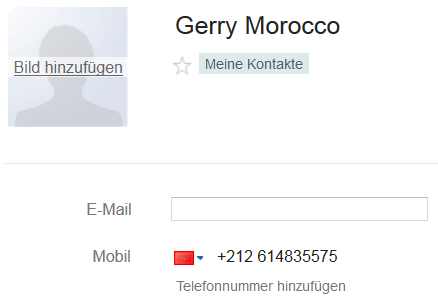 Gerry Morocco
Bild hinzufügen
Meine Kontakte
E-Mail
Mobil +212 614835575
Telefonnummer hinzufügen